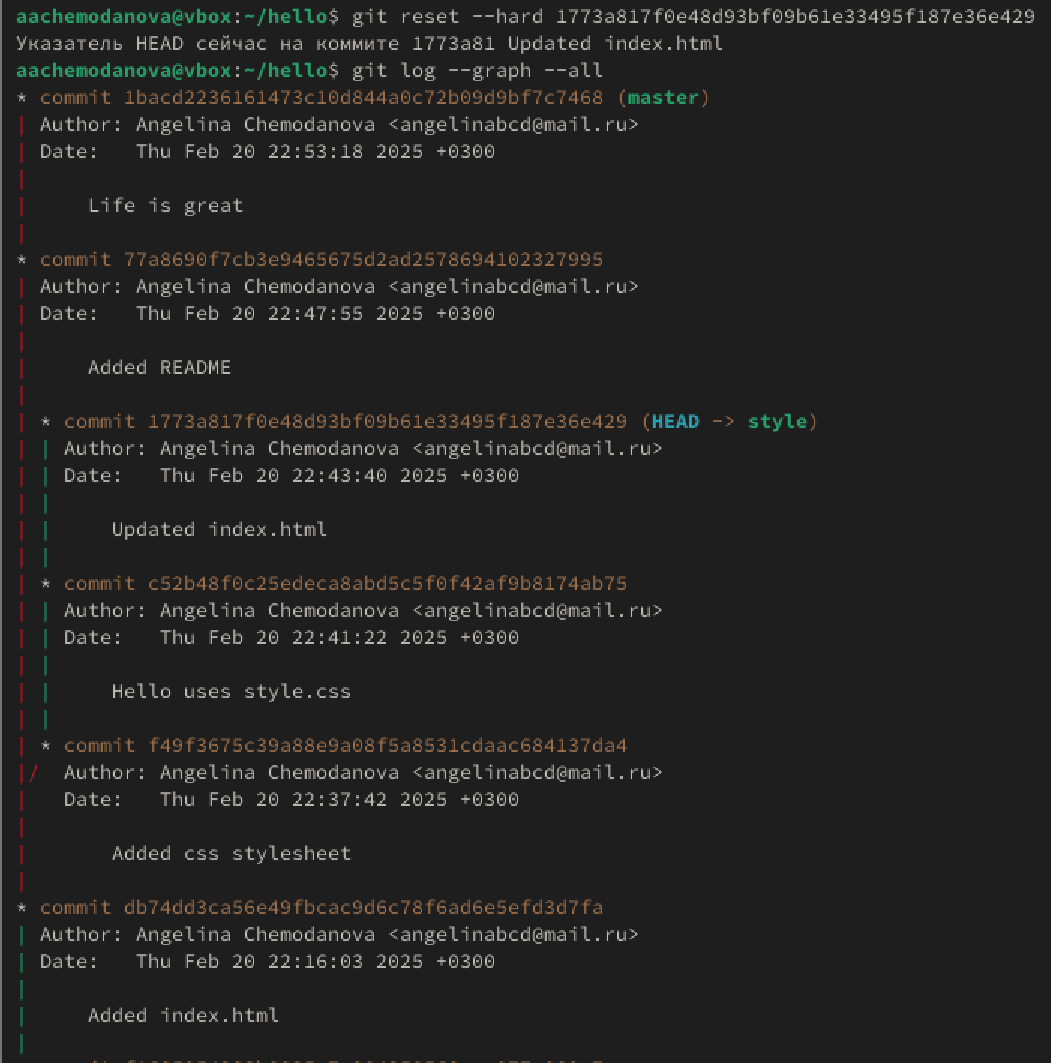 aachemodanova@vbox:~/hello$ git reset --hard 1773a817f0e48d93bf09b61e33495f187e36e429
Указатель HEAD сейчас на коммите 1773a81 Updated index.html
aachemodanova@vbox:~/hello$ git log --graph --all
* commit 1bacd2236161473c10d844a0c72b09d9bf7c7468 (master)
| Author: Angelina Chemodanova <angelinabcd@mail.ru>
| Date:   Thu Feb 20 22:53:18 2025 +0300
|
|     Life is great
|
* commit 77a8690f7cb3e9465675d2ad2578694102327995
| Author: Angelina Chemodanova <angelinabcd@mail.ru>
| Date:   Thu Feb 20 22:47:55 2025 +0300
|
|     Added README
|
| * commit 1773a817f0e48d93bf09b61e33495f187e36e429 (HEAD -> style)
| | Author: Angelina Chemodanova <angelinabcd@mail.ru>
| | Date:   Thu Feb 20 22:43:40 2025 +0300
| |
| |     Updated index.html
| |
| * commit c52b48f0c25edeca8abd5c5f0f42af9b8174ab75
| | Author: Angelina Chemodanova <angelinabcd@mail.ru>
| | Date:   Thu Feb 20 22:41:22 2025 +0300
| |
| |     Hello uses style.css
| |
| * commit f49f3675c39a88e9a08f5a8531cdaac684137da4
|/  Author: Angelina Chemodanova <angelinabcd@mail.ru>
|   Date:   Thu Feb 20 22:37:42 2025 +0300
|
|       Added css stylesheet
|
* commit db74dd3ca56e49fbcac9d6c78f6ad6e5efd3d7fa
| Author: Angelina Chemodanova <angelinabcd@mail.ru>
| Date:   Thu Feb 20 22:16:03 2025 +0300
|
|     Added index.html
|